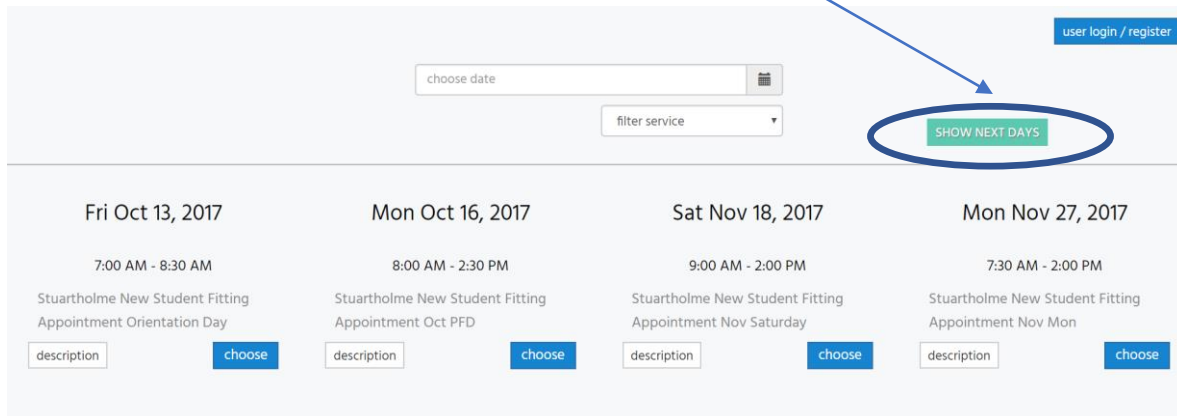 user login / register
choose date
filter service
SHOW NEXT DAYS
Fri Oct 13, 2017
7:00 AM - 8:30 AM
Stuartholme New Student Fitting
Appointment Orientation Day
description
choose
Mon Oct 16, 2017
8:00 AM - 2:30 PM
Stuartholme New Student Fitting
Appointment Oct PFD
description
choose
Sat Nov 18, 2017
9:00 AM - 2:00 PM
Stuartholme New Student Fitting
Appointment Nov Saturday
description
choose
Mon Nov 27, 2017
7:30 AM - 2:00 PM
Stuartholme New Student Fitting
Appointment Nov Mon
description
choose